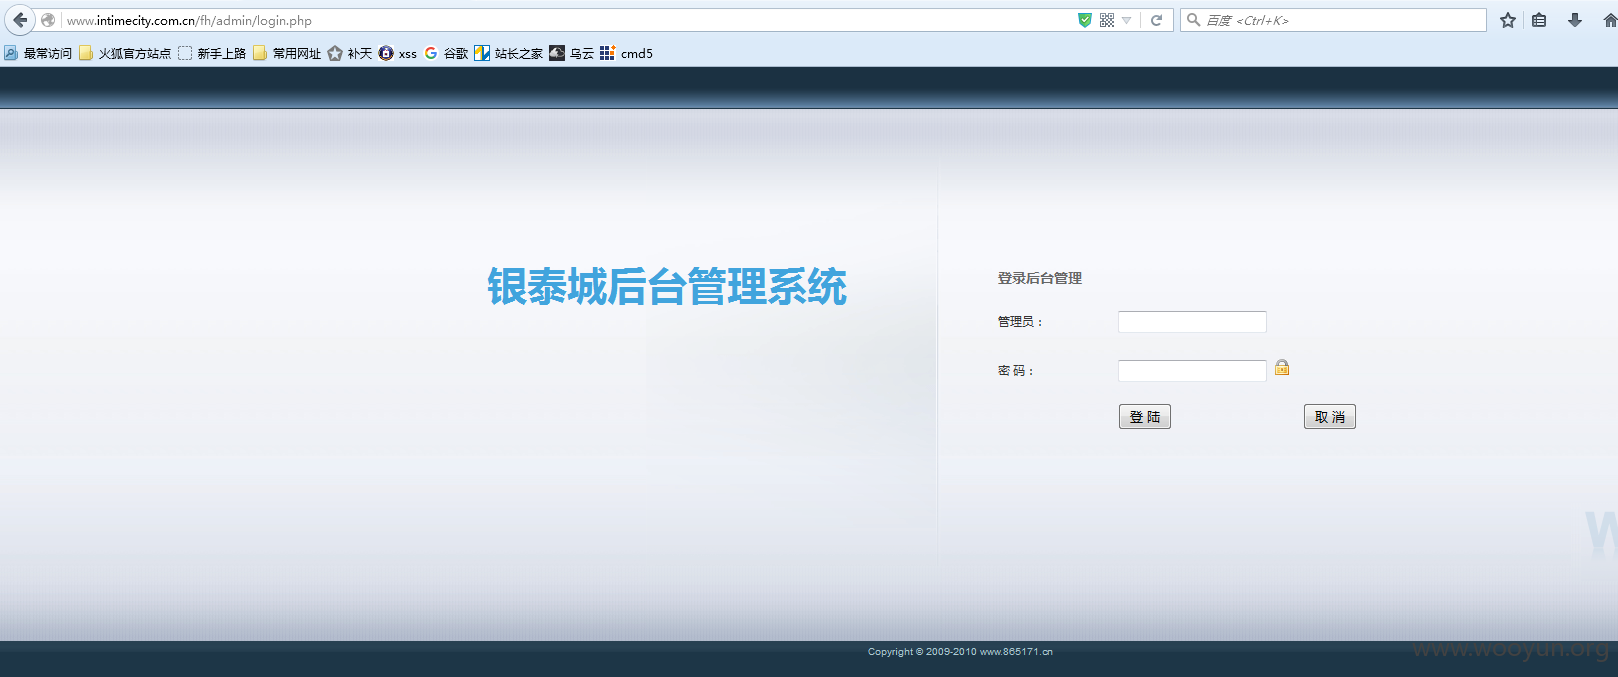 www.intimecity.com.cn/fh/admin/login.php
百度 <Ctrl+K>
最常访问 火狐官方站点 新手上路 常用网址 补天 xss 谷歌 站长之家 乌云 cmd5
银泰城后台管理系统
登录后台管理
管理员：
密 码：
登 陆 取 消
W
Copyright © 2009-2010 www.865171.cn
www.wooyun.org